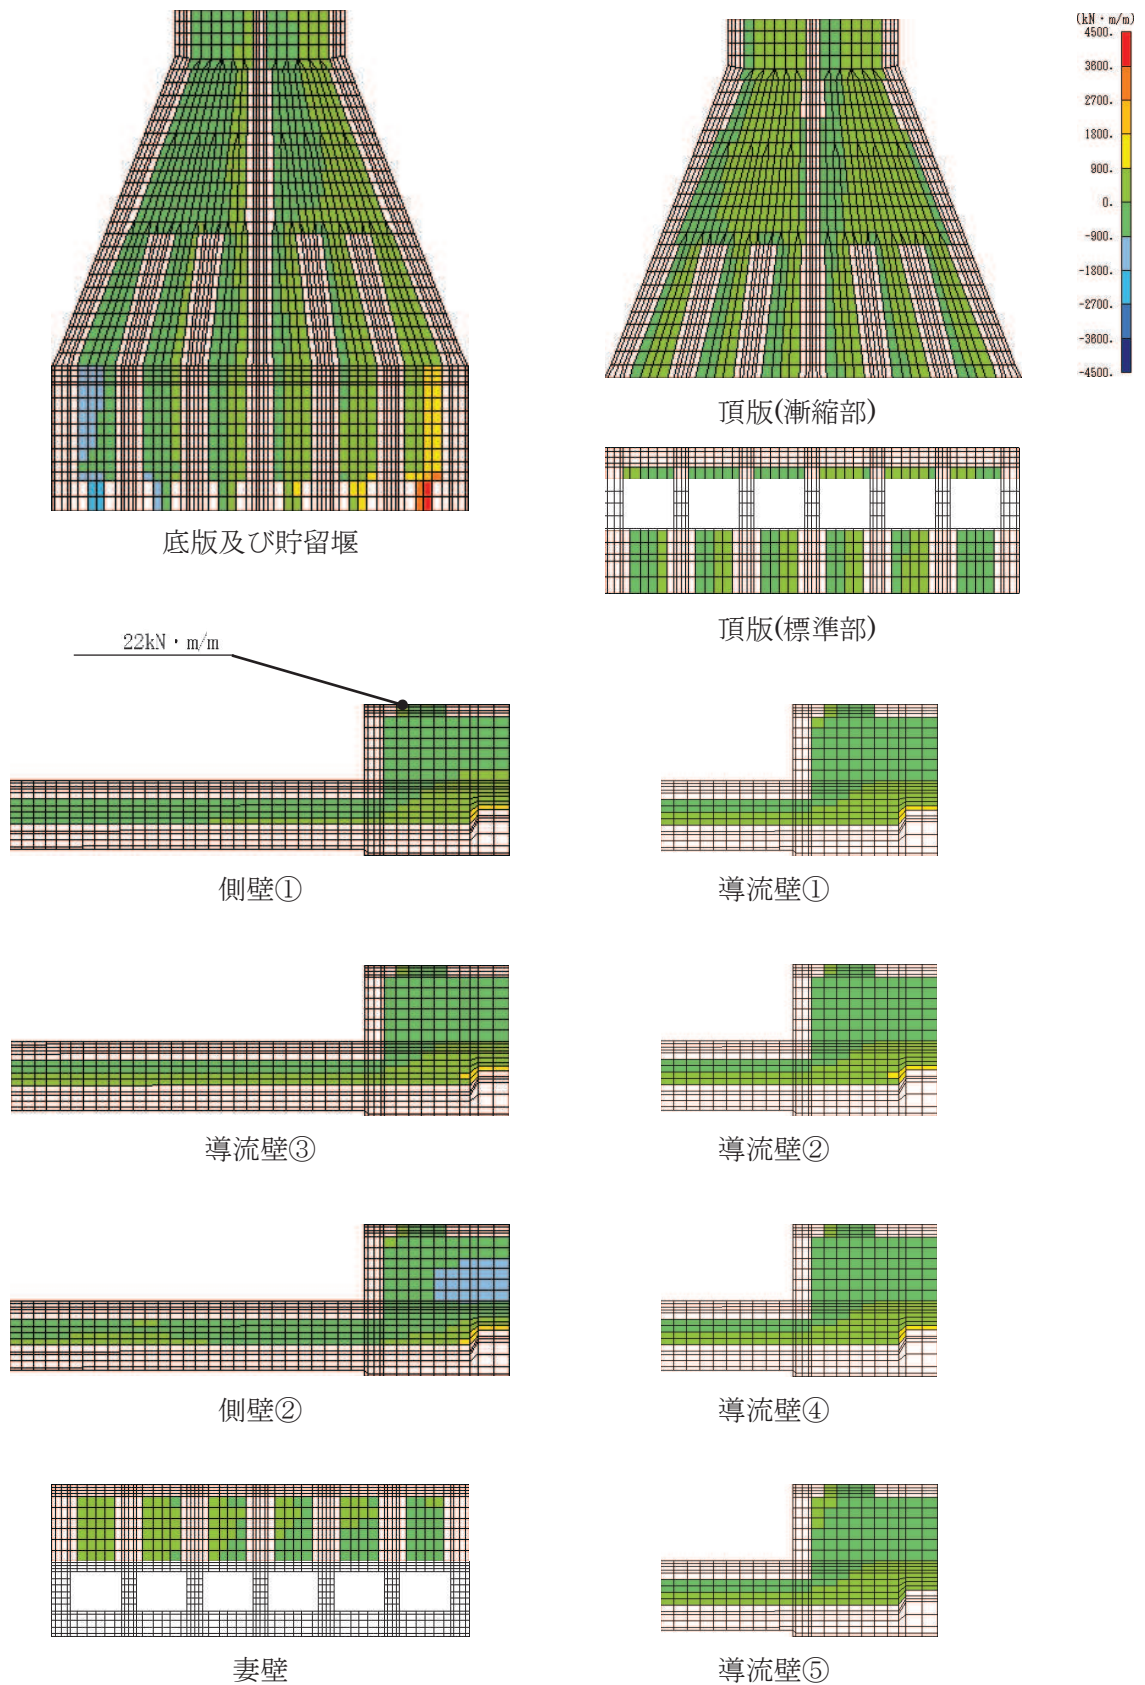 (kN・m/m)
4500.
3600.
2700.
1800.
900.
0.
-900.
-1800.
-2700.
-3600.
-4500.
頂版(漸縮部)
底版及び貯留堰
頂版(標準部)
22kN・m/m
側壁①
導流壁①
導流壁③
導流壁②
側壁②
導流壁④
妻壁
導流壁⑤